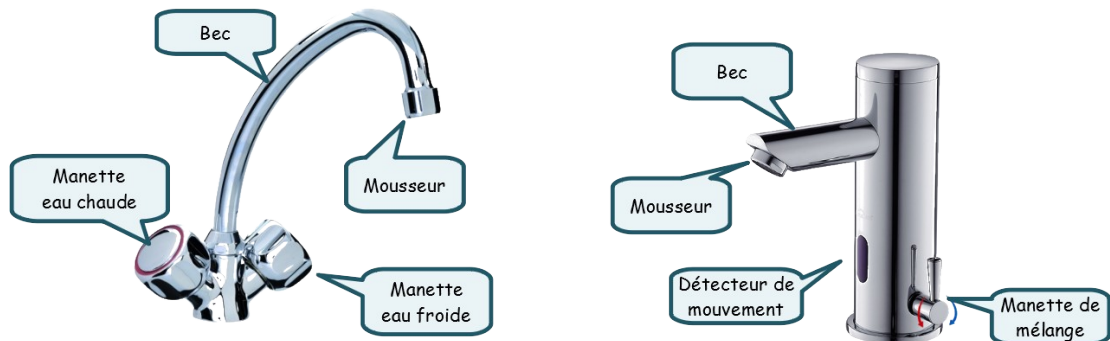 Bec
Manette
eau chaude
Mousseur
Manette
eau froide
Bec
Mousseur
Détecteur de
mouvement
Manette de
mélange